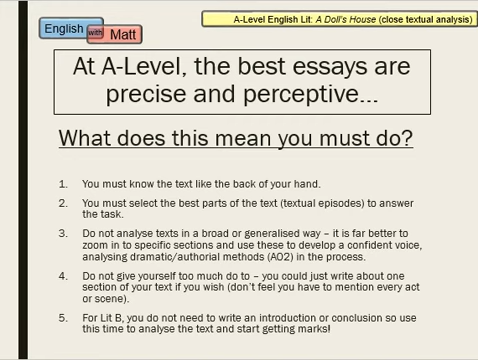 English with Matt
A-Level English Lit: A Doll's House (close textual analysis)
At A-Level, the best essays are
precise and perceptive...
What does this mean you must do?
1. You must know the text like the back of your hand.
2. You must select the best parts of the text (textual episodes) to answer
the task.
3. Do not analyse texts in a broad or generalised way – it is far better to
zoom in to specific sections and use these to develop a confident voice,
analysing dramatic/authorial methods (AO2) in the process.
4. Do not give yourself too much do to – you could just write about one
section of your text if you wish (don't feel you have to mention every act
or scene).
5. For Lit B, you do not need to write an introduction or conclusion so use
this time to analyse the text and start getting marks!